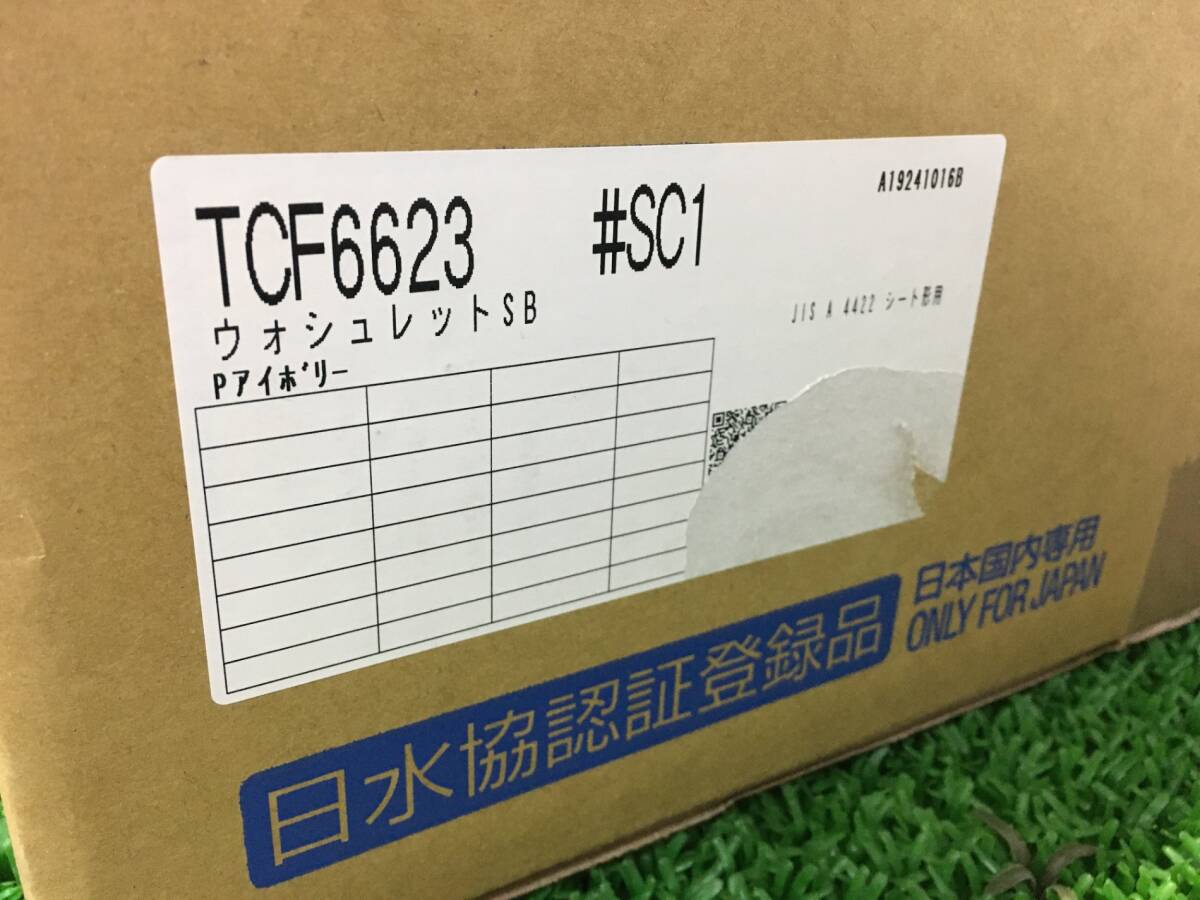 TCF6623 #SC1
A19241016B
ウォシュレットSB
JIS A 4422 シート形用
Pアイボリー
日水協認証登録品
日本国内専用
ONLY FOR JAPAN